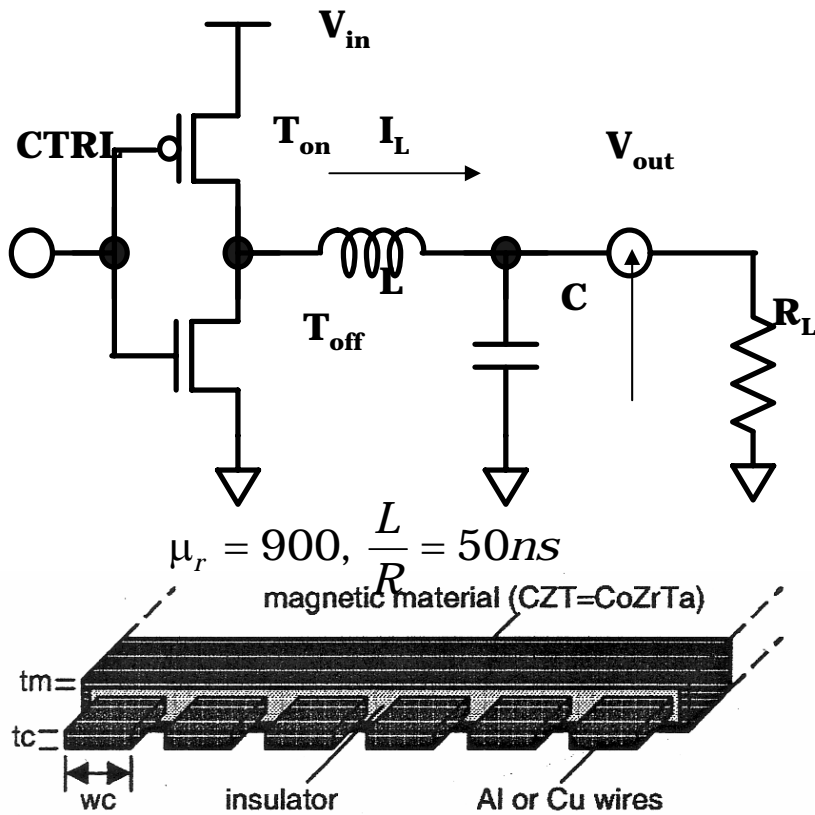 V_in
CTRL
T_on
I_L
V_out
L
C
R_L
T_off
μ_r = 900, L/R = 50ns
magnetic material (CZT=CoZrTa)
tm
tc
wc
insulator
Al or Cu wires